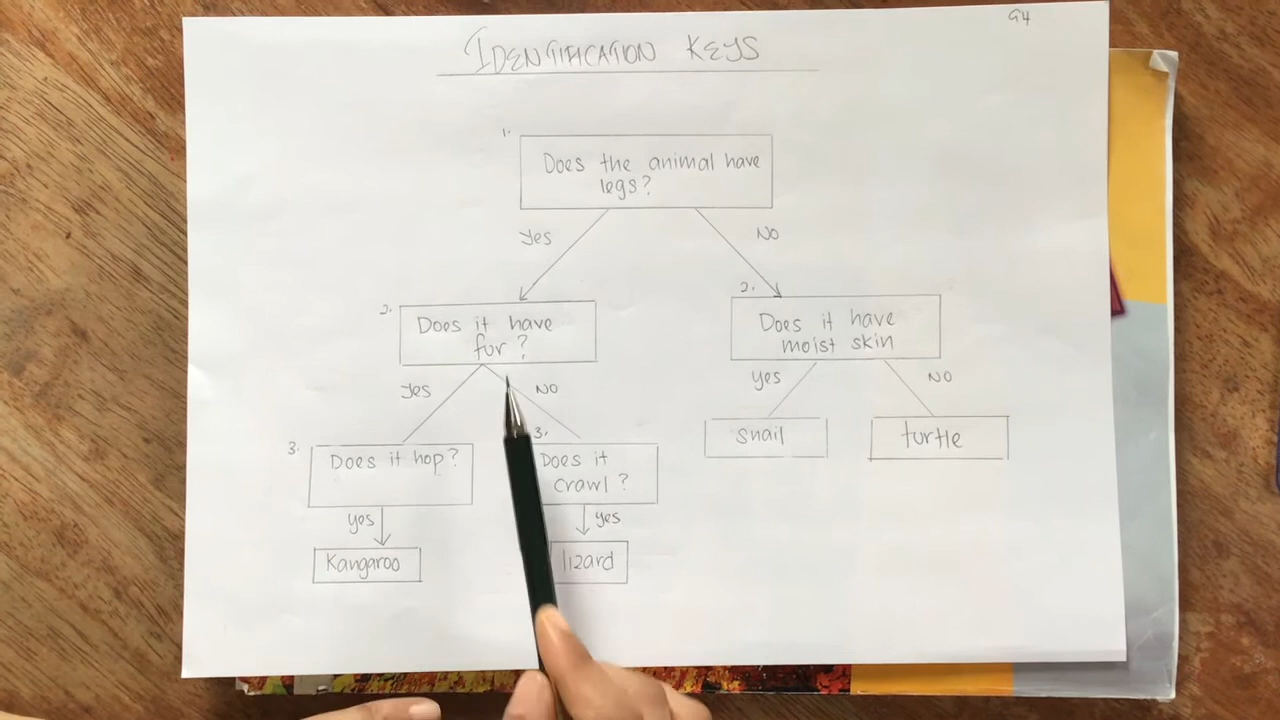 G4
IDENTIFICATION KEYS
1.
Does the animal have
legs?
Yes
NO
2.
Does it have
fur?
2.
Does it have
moist skin
Yes
NO
yes
NO
3.
Does it hop?
3.
Does it
crawl?
snail
turtle
yes
yes
Kangaroo
lizard